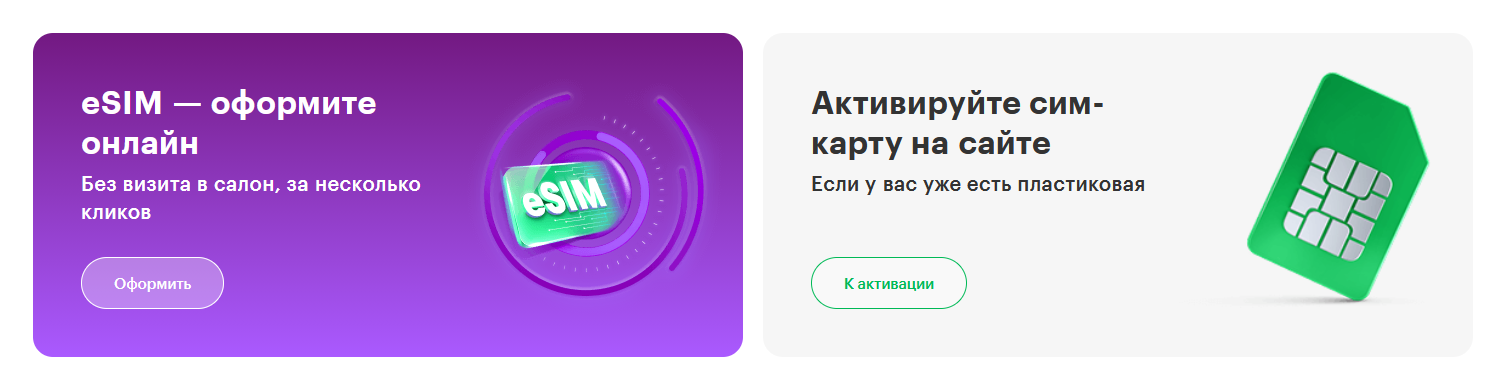 eSIM — оформите
онлайн
Без визита в салон, за несколько
кликов
Оформить
eSIM
Активируйте сим-
карту на сайте
Если у вас уже есть пластиковая
К активации